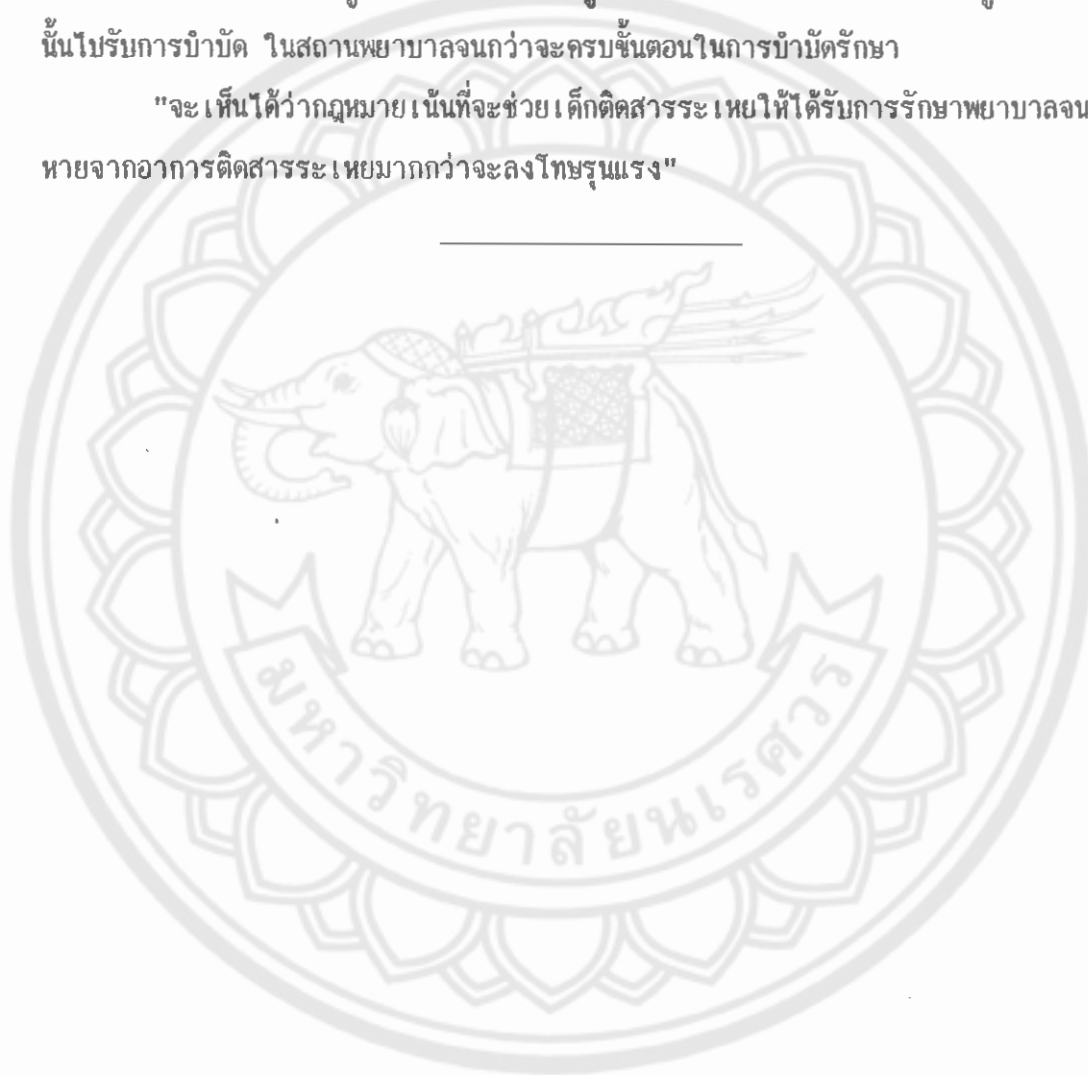 นั้นไปรับการบำบัด ในสถานพยาบาลจนกว่าจะครบขั้นตอนในการบำบัดรักษา
"จะเห็นได้ว่ากฎหมายเน้นที่จะช่วยเด็กติดสารระเหยให้ได้รับการรักษาพยาบาลจน
หายจากอาการติดสารระเหยมากกว่าจะลงโทษรุนแรง"
มหาวิทยาลัยนเรศวร